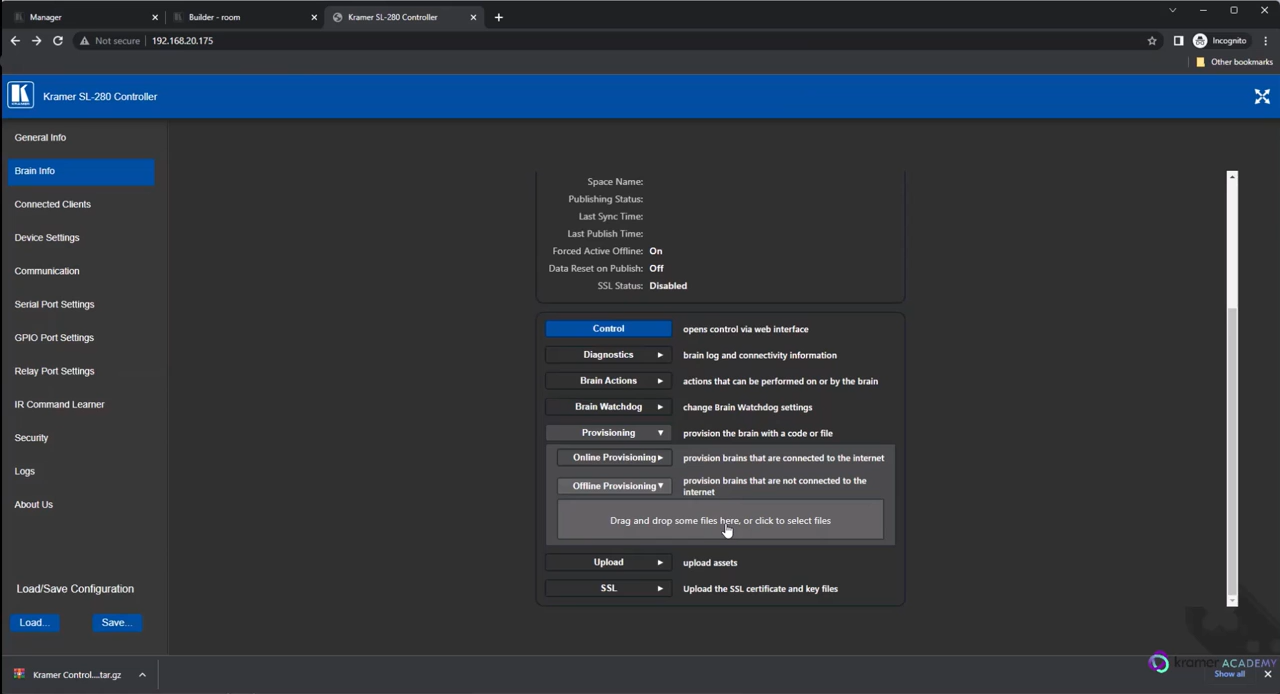 Manager
Builder - room
Kramer SL-280 Controller
Not secure
192.168.20.175
Incognito
Other bookmarks
K
KRAMER
Kramer SL-280 Controller
General Info
Brain Info
Connected Clients
Device Settings
Communication
Serial Port Settings
GPIO Port Settings
Relay Port Settings
IR Command Learner
Security
Logs
About Us
Load/Save Configuration
Load...
Save...
Space Name:
Publishing Status:
Last Sync Time:
Last Publish Time:
Forced Active Offline: On
Data Reset on Publish: Off
SSL Status: Disabled
Control opens control via web interface
Diagnostics brain log and connectivity information
Brain Actions actions that can be performed on or by the brain
Brain Watchdog change Brain Watchdog settings
Provisioning provision the brain with a code or file
Online Provisioning provision brains that are connected to the internet
Offline Provisioning provision brains that are not connected to the
internet
Drag and drop some files here, or click to select files
Upload upload assets
SSL Upload the SSL certificate and key files
Kramer Control....tar.gz
kramer ACADEMY
Show all